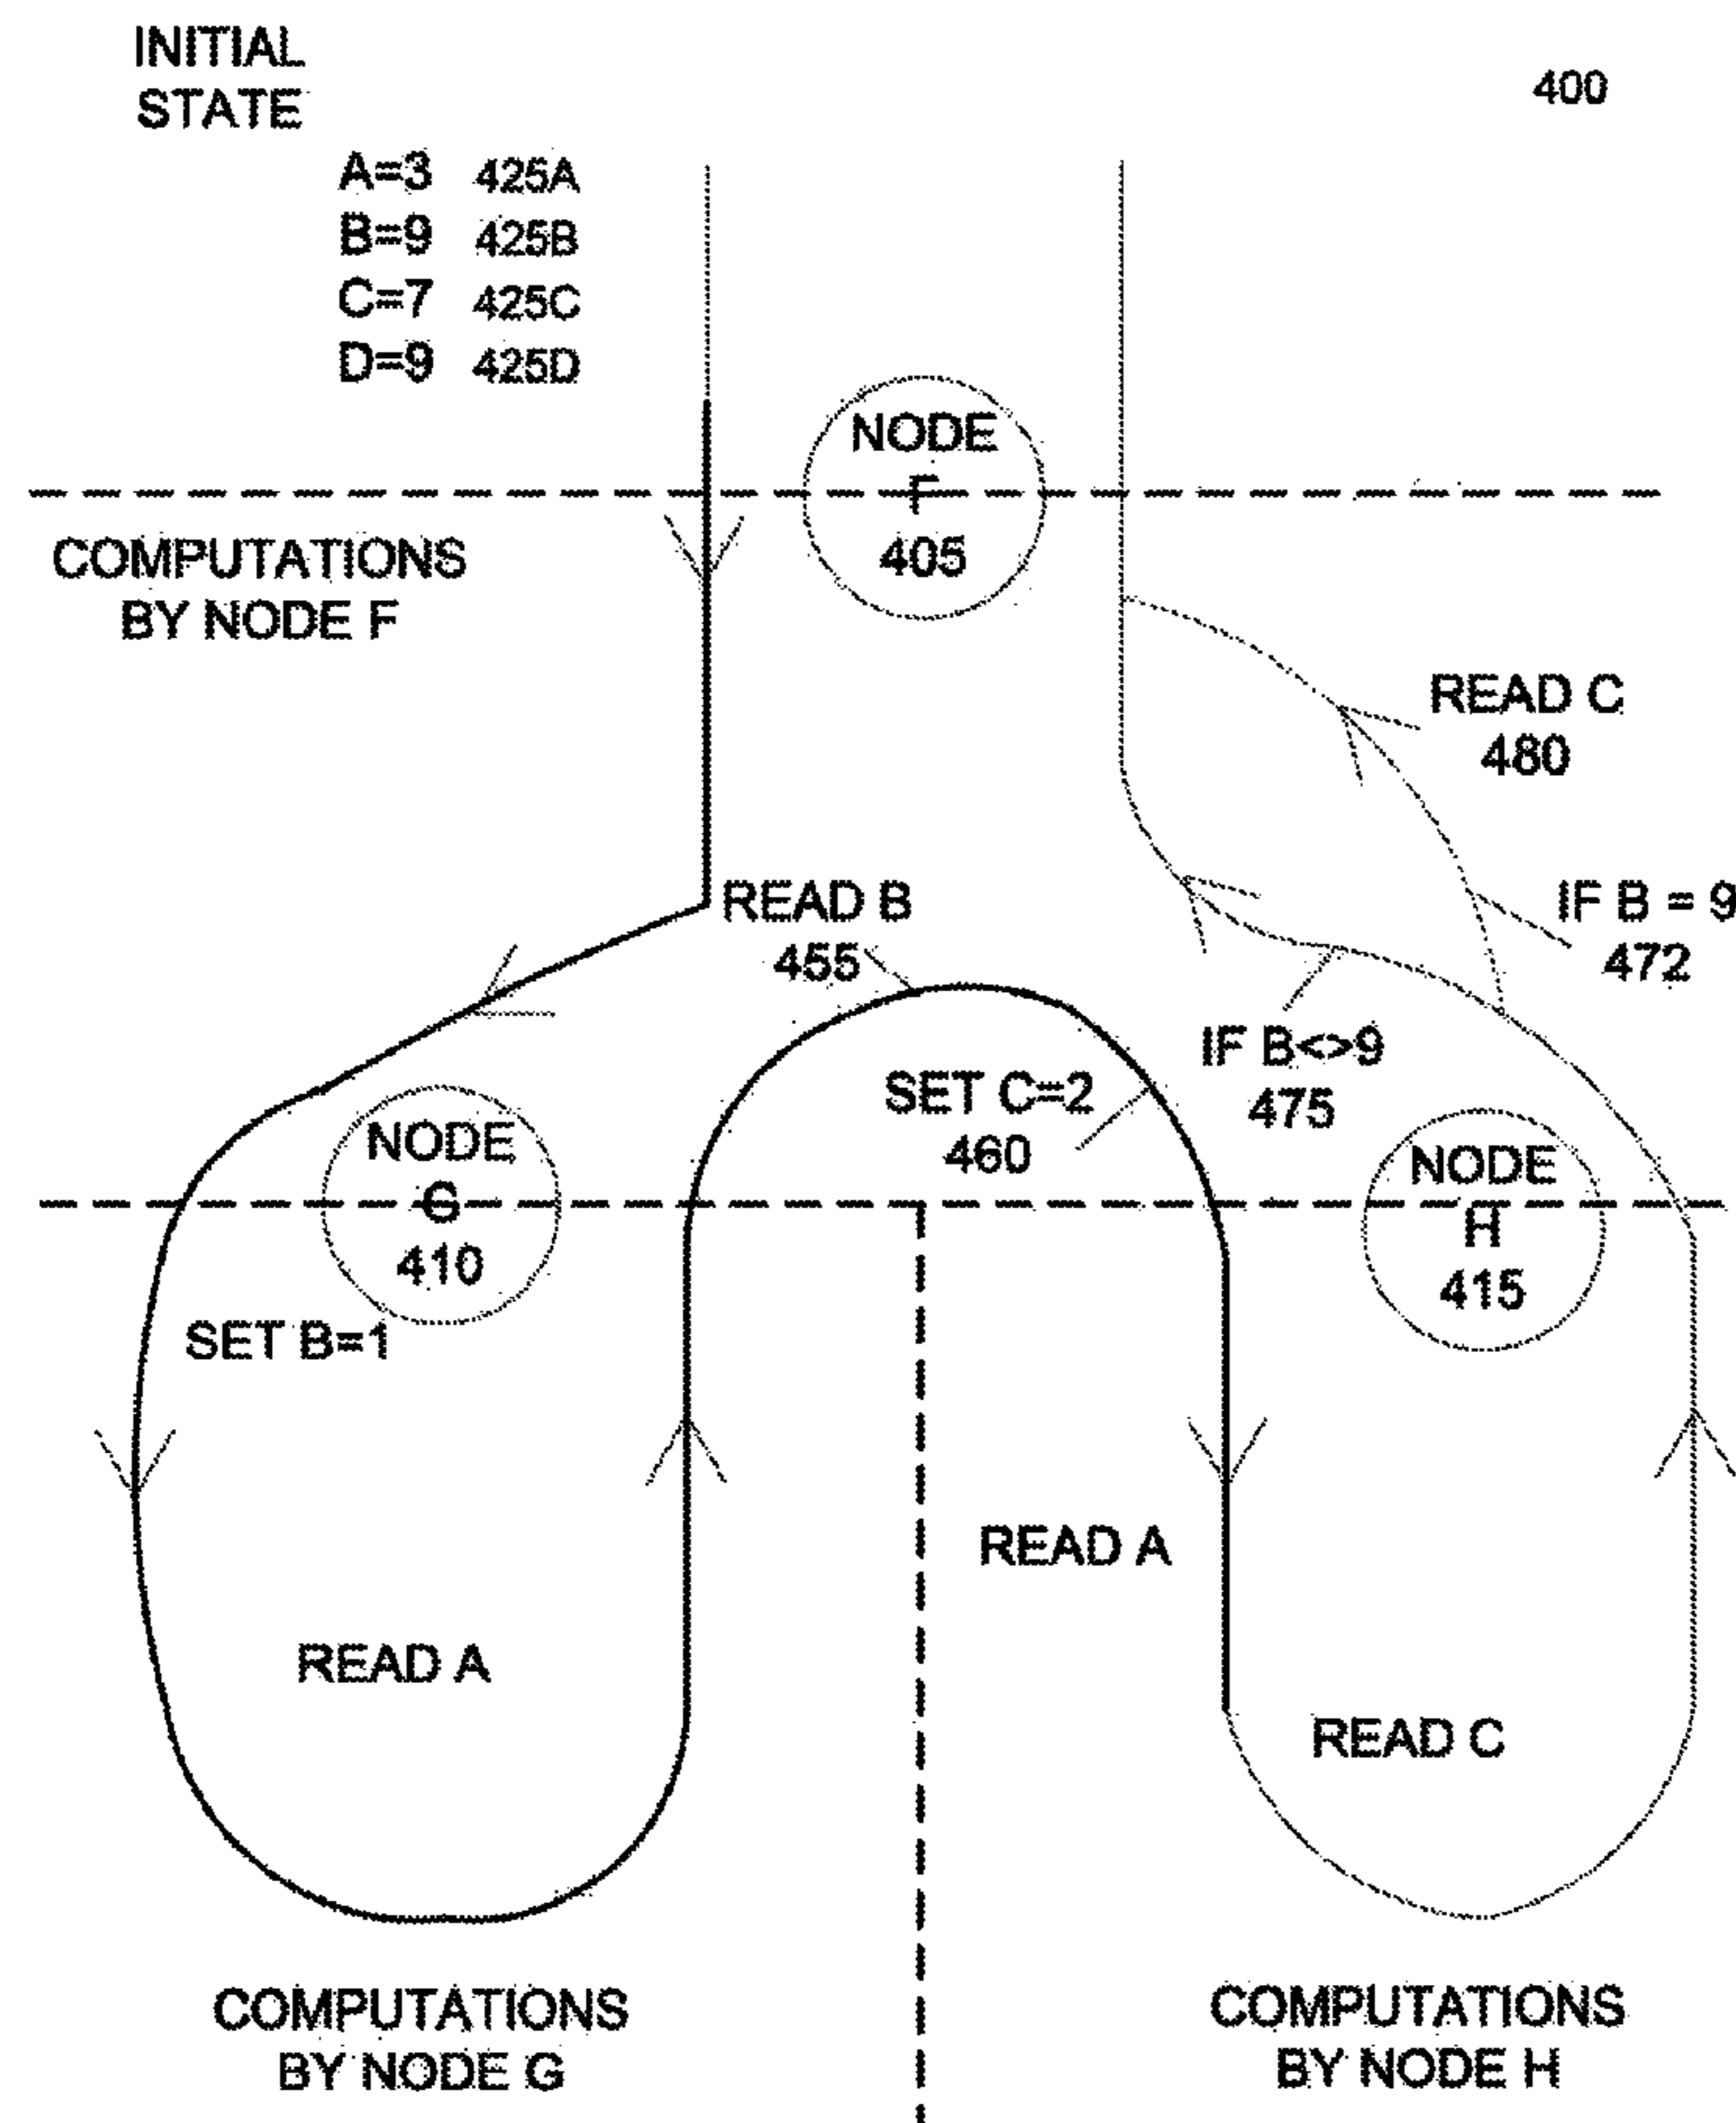 INITIAL
STATE
400
A=3 425A
B=9 425B
C=7 425C
D=9 425D
NODE
F
405
COMPUTATIONS
BY NODE F
READ C
480
READ B
455
IF B = 9
472
IF B<>9
475
SET C=2
460
NODE
G
410
NODE
H
415
SET B=1
READ A
READ A
READ C
COMPUTATIONS
BY NODE G
COMPUTATIONS
BY NODE H